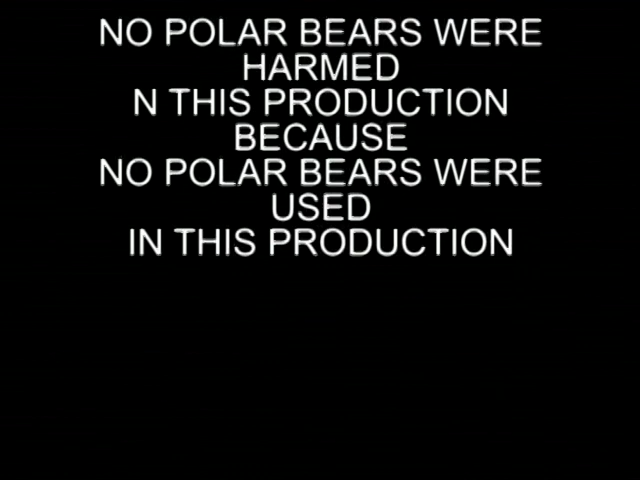 NO POLAR BEARS WERE
HARMED
N THIS PRODUCTION
BECAUSE
NO POLAR BEARS WERE
USED
IN THIS PRODUCTION